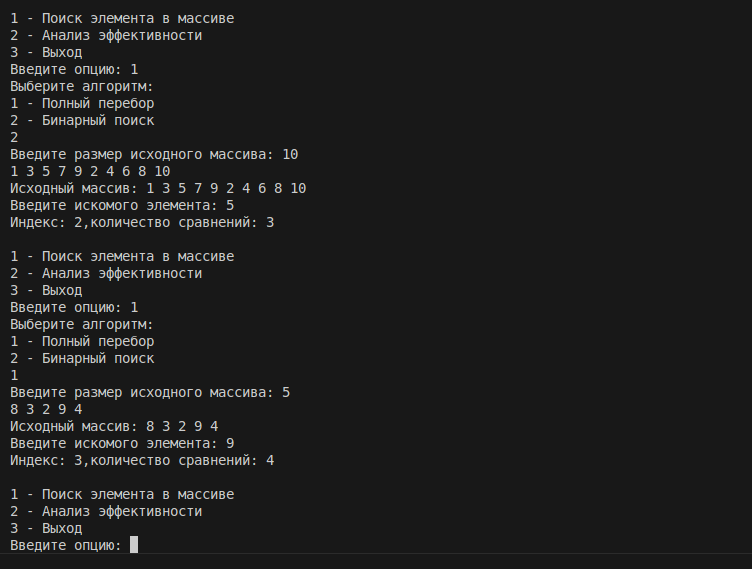 1 - Поиск элемента в массиве
2 - Анализ эффективности
3 - Выход
Введите опцию: 1
Выберите алгоритм:
1 - Полный перебор
2 - Бинарный поиск
2
Введите размер исходного массива: 10
1 3 5 7 9 2 4 6 8 10
Исходный массив: 1 3 5 7 9 2 4 6 8 10
Введите искомого элемента: 5
Индекс: 2,количество сравнений: 3
1 - Поиск элемента в массиве
2 - Анализ эффективности
3 - Выход
Введите опцию: 1
Выберите алгоритм:
1 - Полный перебор
2 - Бинарный поиск
1
Введите размер исходного массива: 5
8 3 2 9 4
Исходный массив: 8 3 2 9 4
Введите искомого элемента: 9
Индекс: 3,количество сравнений: 4
1 - Поиск элемента в массиве
2 - Анализ эффективности
3 - Выход
Введите опцию: